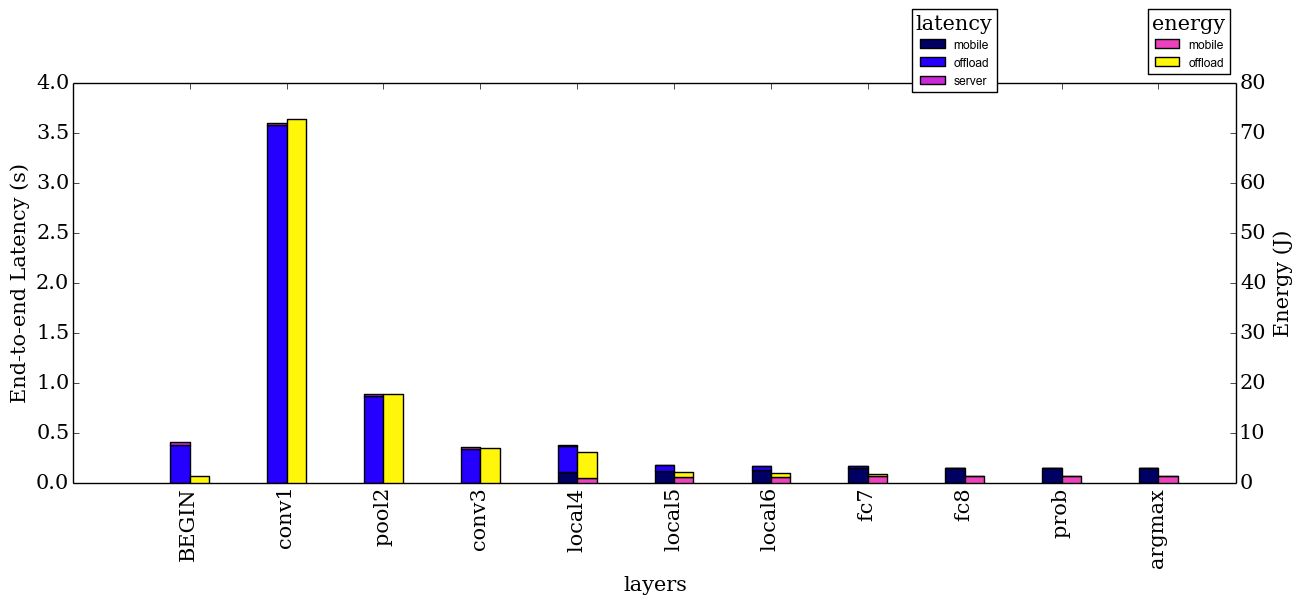 latency
mobile
offload
server
energy
mobile
offload
4.0
3.5
3.0
2.5
2.0
1.5
1.0
0.5
0.0
End-to-end Latency (s)
80
70
60
50
40
30
20
10
0
Energy (J)
BEGIN
conv1
pool2
conv3
local4
local5
local6
fc7
fc8
prob
argmax
layers